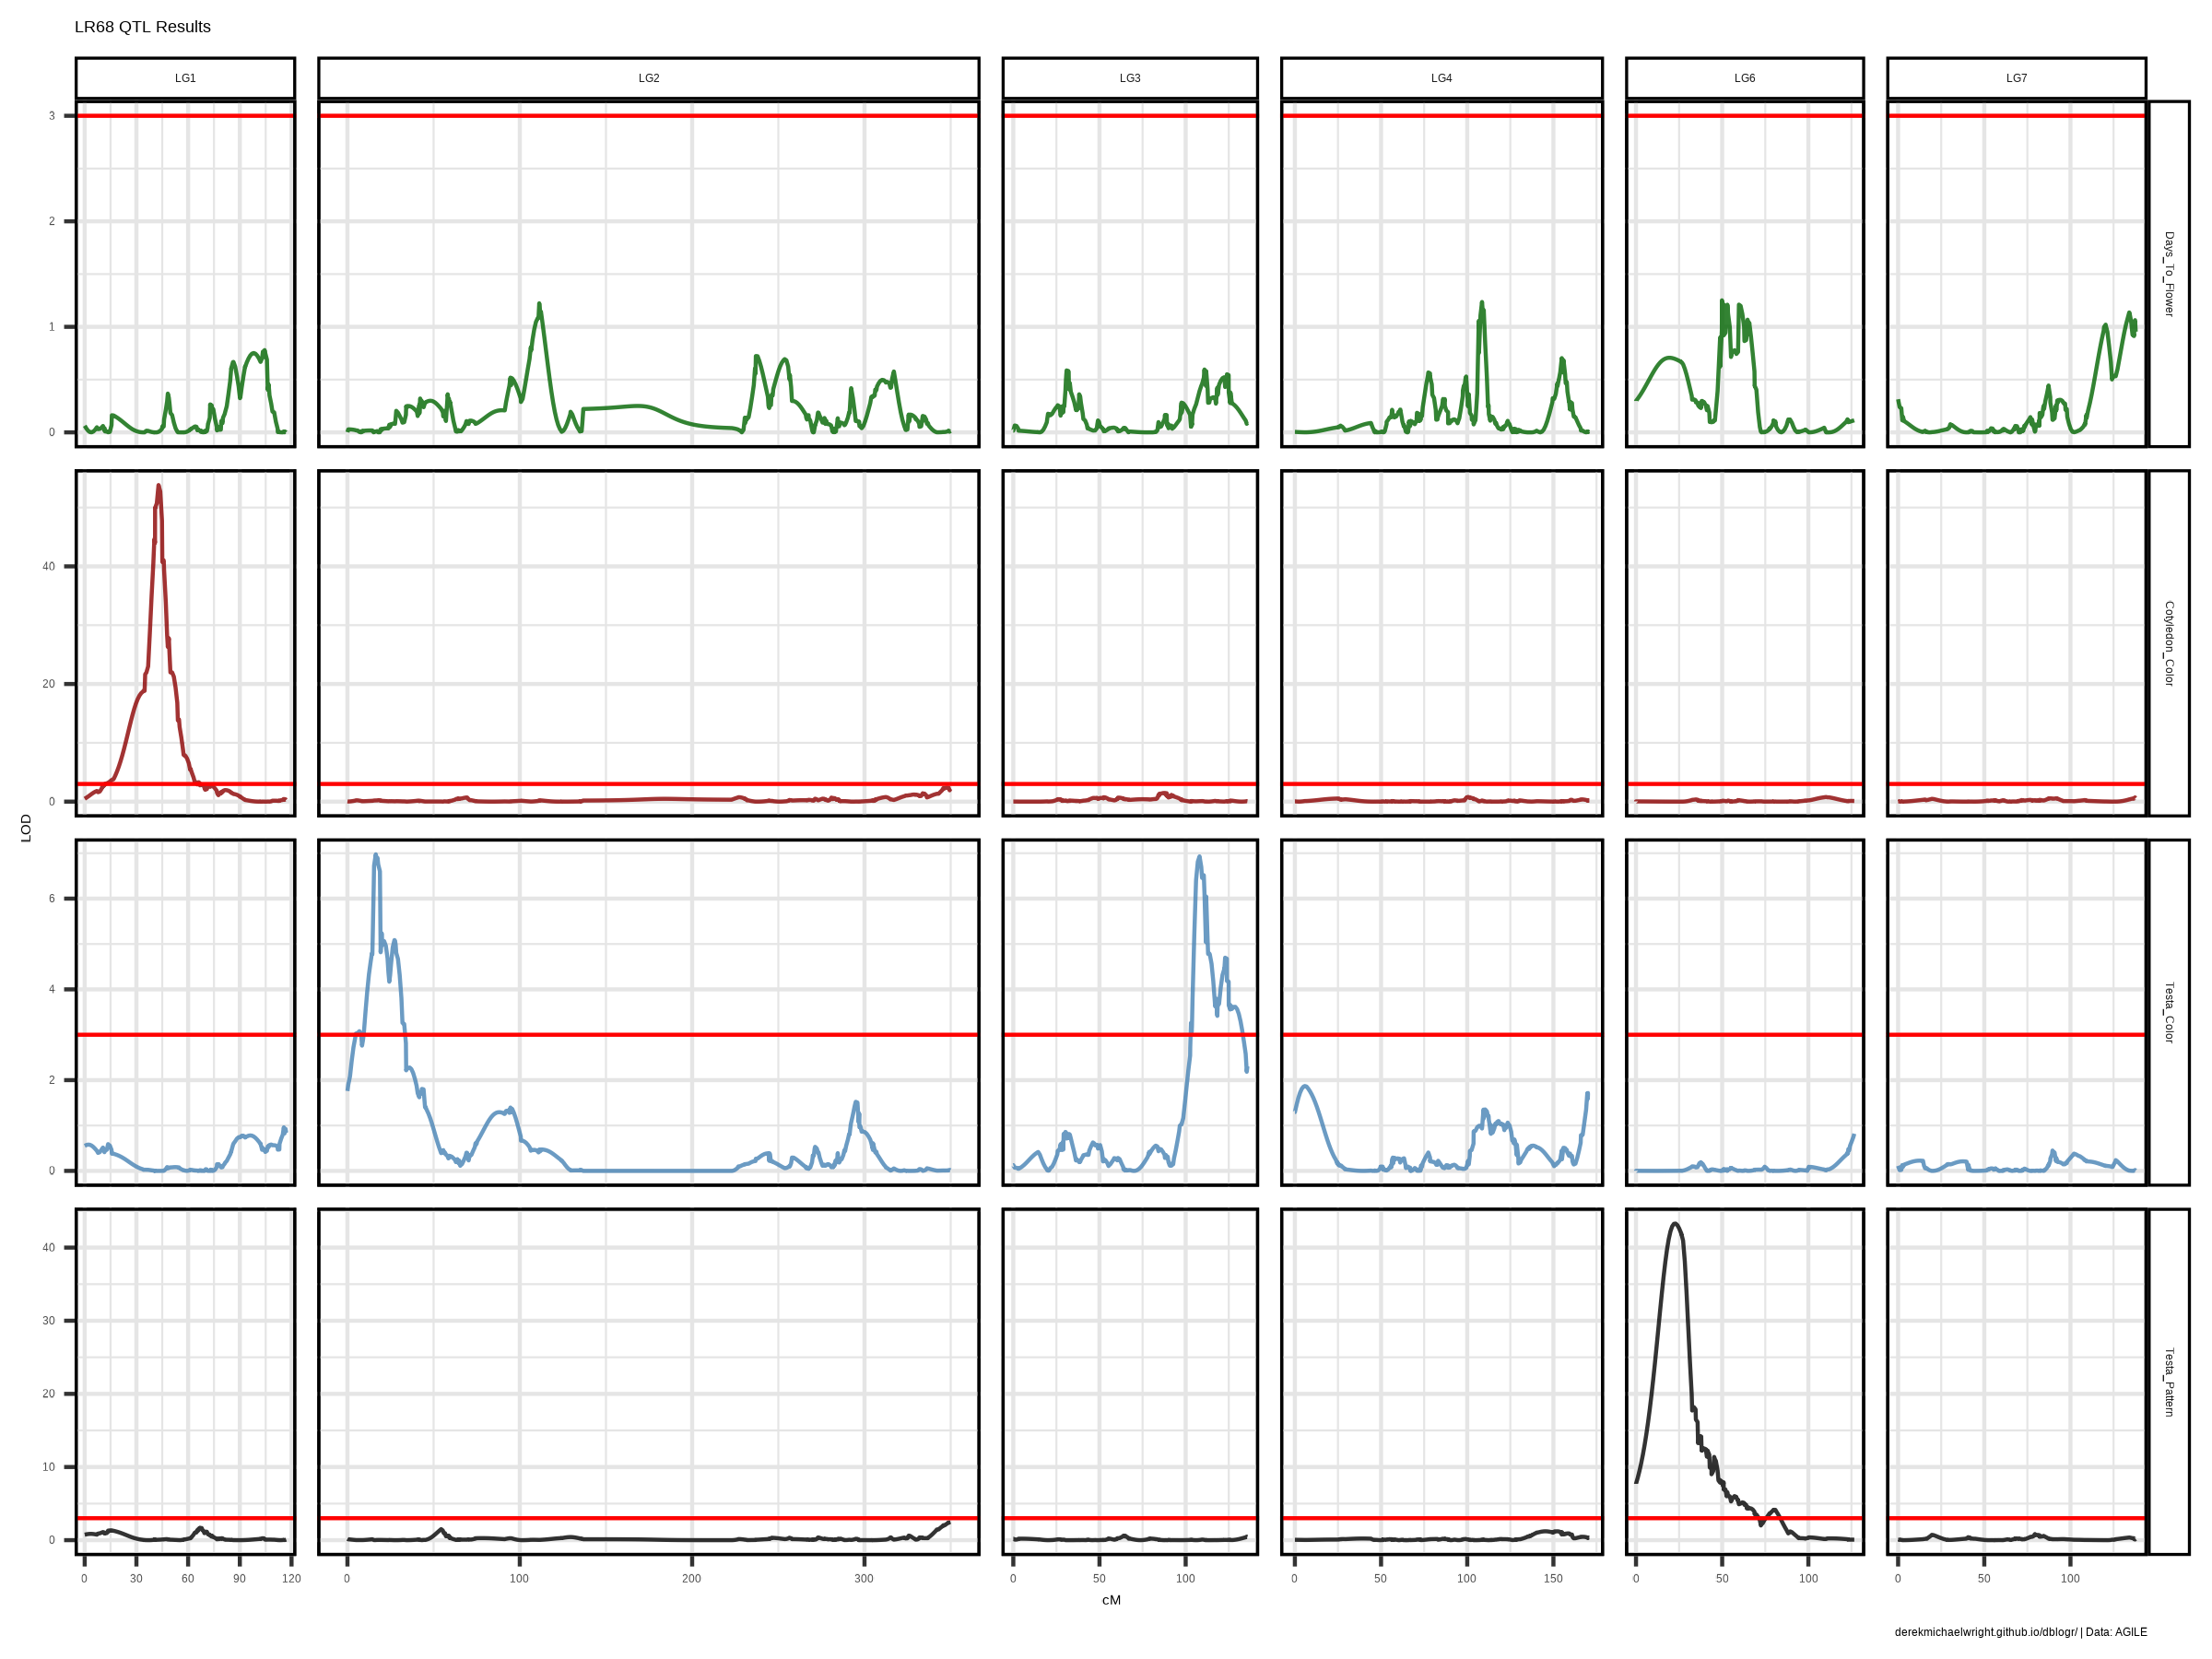 LR68 QTL Results
LG1 LG2 LG3 LG4 LG6 LG7
3
2
1
0
Days_To_Flower
40
20
0
Cotyledon_Color
LOD
6
4
2
0
Testa_Color
40
30
20
10
0
Testa_Pattern
0 30 60 90 120 0 100 200 300 0 50 100 0 50 100 150 0 50 100 0 50 100
cM
derekmichaelwright.github.io/dblogr/ | Data: AGILE